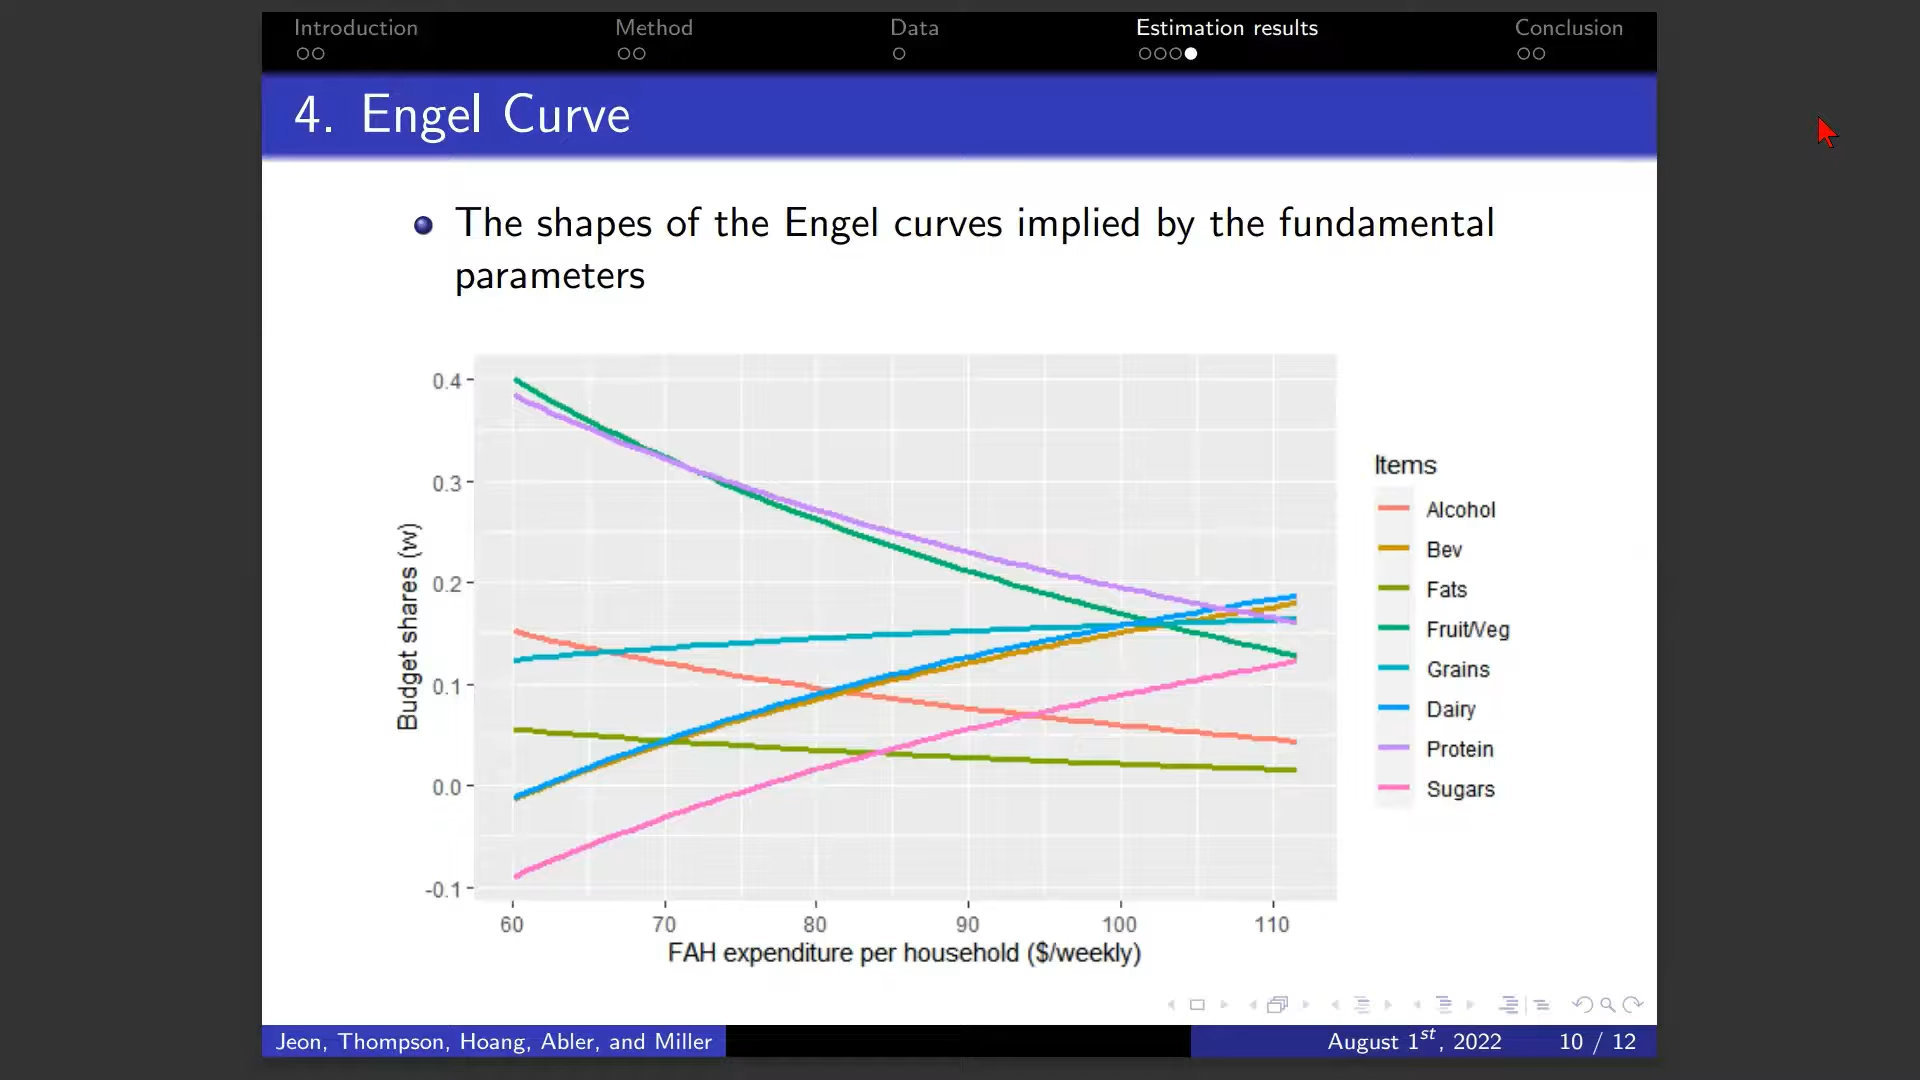 Introduction Method Data Estimation results Conclusion
4. Engel Curve
The shapes of the Engel curves implied by the fundamental
parameters
0.4
0.3
0.2
0.1
0.0
-0.1
Budget shares (w)
60 70 80 90 100 110
FAH expenditure per household ($/weekly)
Items
Alcohol
Bev
Fats
Fruit/Veg
Grains
Dairy
Protein
Sugars
Jeon, Thompson, Hoang, Abler, and Miller August 1st, 2022 10 / 12